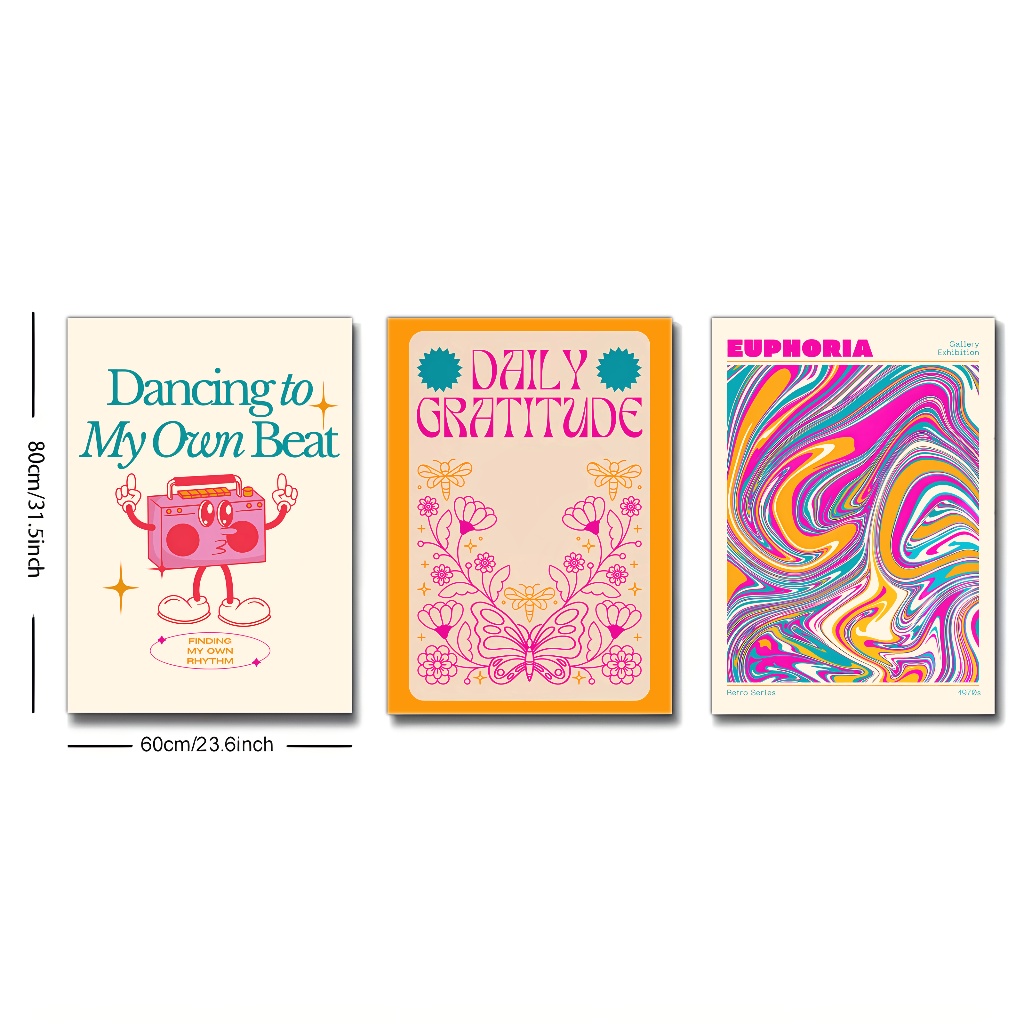 80cm/31.5inch
60cm/23.6inch
Dancing to
My Own Beat
FINDING
MY OWN
RHYTHM
DAILY
GRATITUDE
EUPHORIA
Gallery
Exhibition
Retro Series
1970s